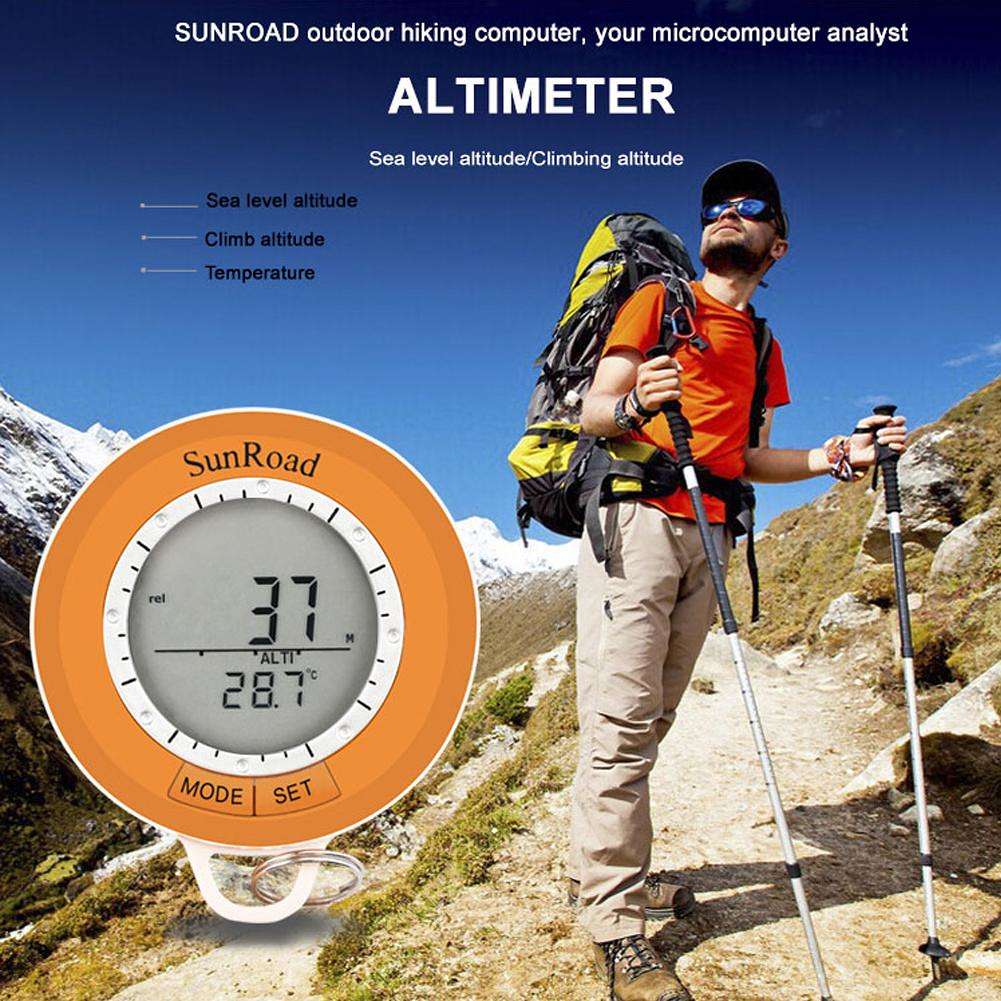 SUNROAD outdoor hiking computer, your microcomputer analyst
ALTIMETER
Sea level altitude/Climbing altitude
Sea level altitude
Climb altitude
Temperature
SunRoad
rel
37 M
ALTI
28.7 °C
MODE SET